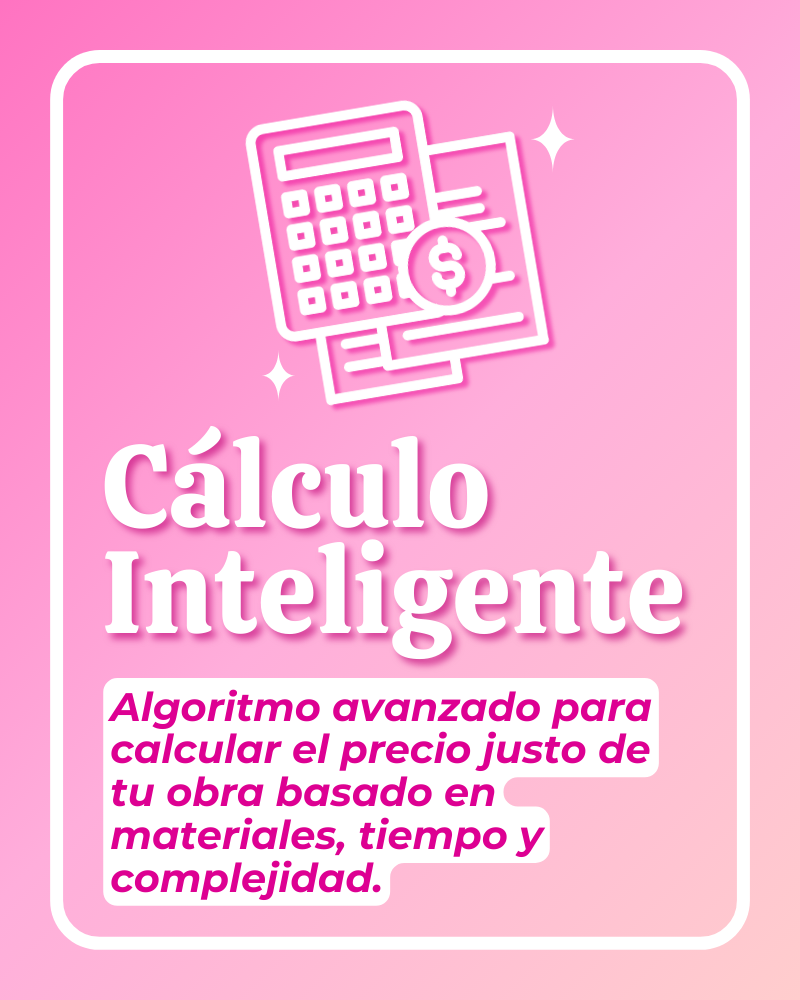 $
Cálculo
Inteligente
Algoritmo avanzado para
calcular el precio justo de
tu obra basado en
materiales, tiempo y
complejidad.